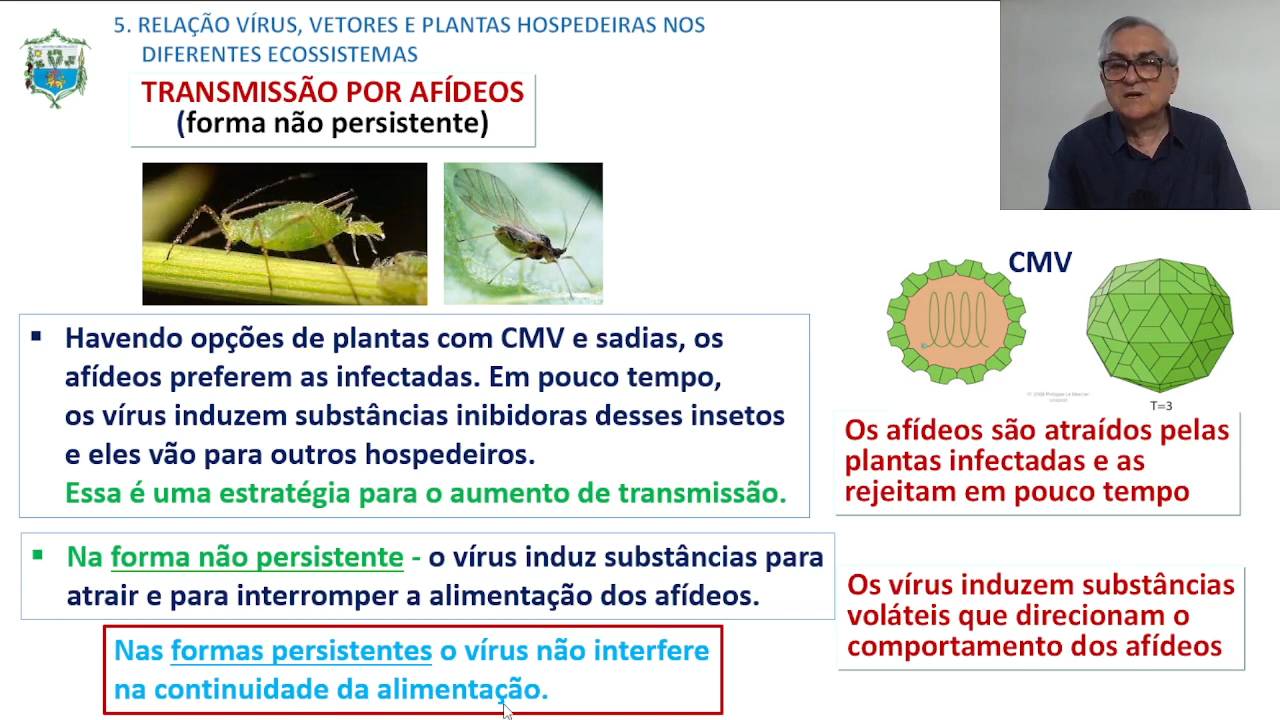 5. RELAÇÃO VÍRUS, VETORES E PLANTAS HOSPEDEIRAS NOS
DIFERENTES ECOSSISTEMAS
TRANSMISSÃO POR AFÍDEOS
(forma não persistente)
CMV
T=3
▪ Havendo opções de plantas com CMV e sadias, os
afídeos preferem as infectadas. Em pouco tempo,
os vírus induzem substâncias inibidoras desses insetos
e eles vão para outros hospedeiros.
Essa é uma estratégia para o aumento de transmissão.
Os afídeos são atraídos pelas
plantas infectadas e as
rejeitam em pouco tempo
▪ Na forma não persistente - o vírus induz substâncias para
atrair e para interromper a alimentação dos afídeos.
Os vírus induzem substâncias
voláteis que direcionam o
comportamento dos afídeos
Nas formas persistentes o vírus não interfere
na continuidade da alimentação.